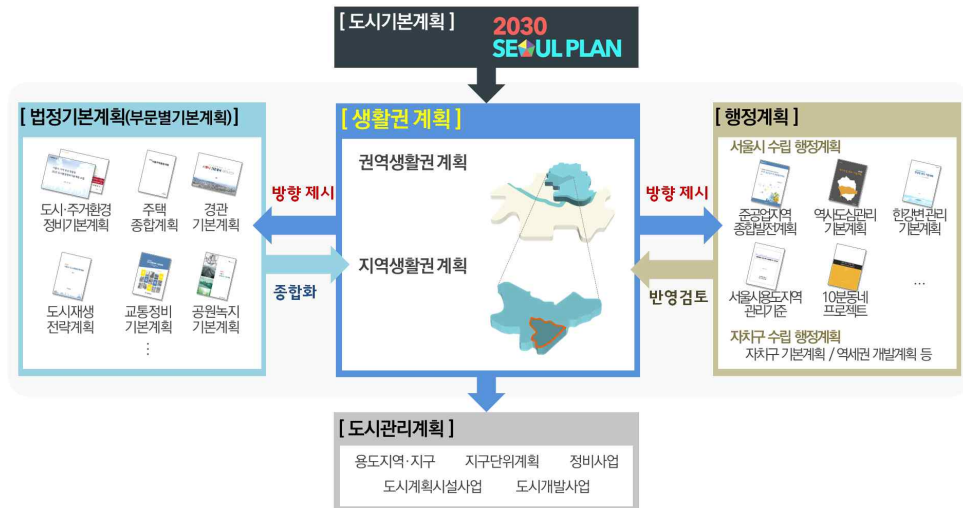 [ 도시기본계획 ]
2030
SEOUL PLAN
[ 법정기본계획(부문별기본계획) ]
도시·주거환경
정비기본계획
주택
종합계획
경관
기본계획
도시재생
전략계획
교통정비
기본계획
공원녹지
기본계획
⋮
방향 제시
종합화
[ 생활권 계획 ]
권역생활권 계획
지역생활권 계획
방향 제시
반영검토
[ 행정계획 ]
서울시 수립 행정계획
준공업지역
종합발전계획
역사도심관리
기본계획
한강변관리
기본계획
서울시용도지역
관리기준
10분동네
프로젝트
…
자치구 수립 행정계획
자치구 기본계획 / 역세권 개발계획 등
[ 도시관리계획 ]
용도지역·지구 지구단위계획 정비사업
도시계획시설사업 도시개발사업